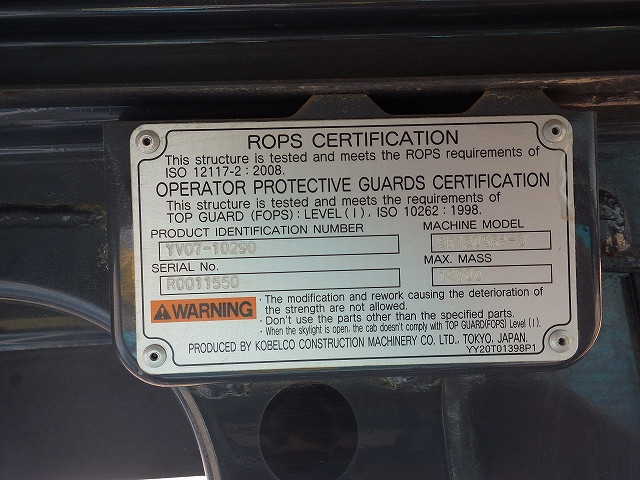 ROPS CERTIFICATION
This structure is tested and meets the ROPS requirements of
ISO 12117-2 : 2008.
OPERATOR PROTECTIVE GUARDS CERTIFICATION
This structure is tested and meets the requirements of
TOP GUARD (FOPS) : LEVEL ( I ) , ISO 10262 : 1998.
PRODUCT IDENTIFICATION NUMBER
YV07-10290
MACHINE MODEL
SERIAL No.
R0011550
MAX. MASS
WARNING
· The modification and rework causing the deterioration of
the strength are not allowed.
· Don't use the parts other than the specified parts.
· When the skylight is open, the cab doesn't comply with TOP GUARD(FOPS) Level ( I ).
PRODUCED BY KOBELCO CONSTRUCTION MACHINERY CO. LTD., TOKYO, JAPAN.
YY20T01398P1